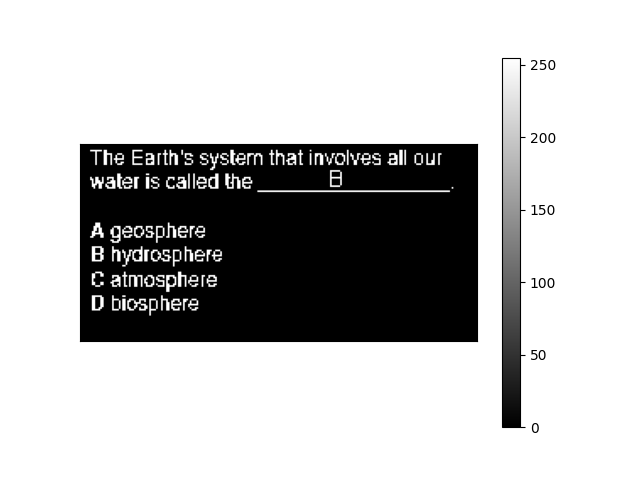 The Earth's system that involves all our
water is called the ______B______.
A geosphere
B hydrosphere
C atmosphere
D biosphere
250
200
150
100
50
0